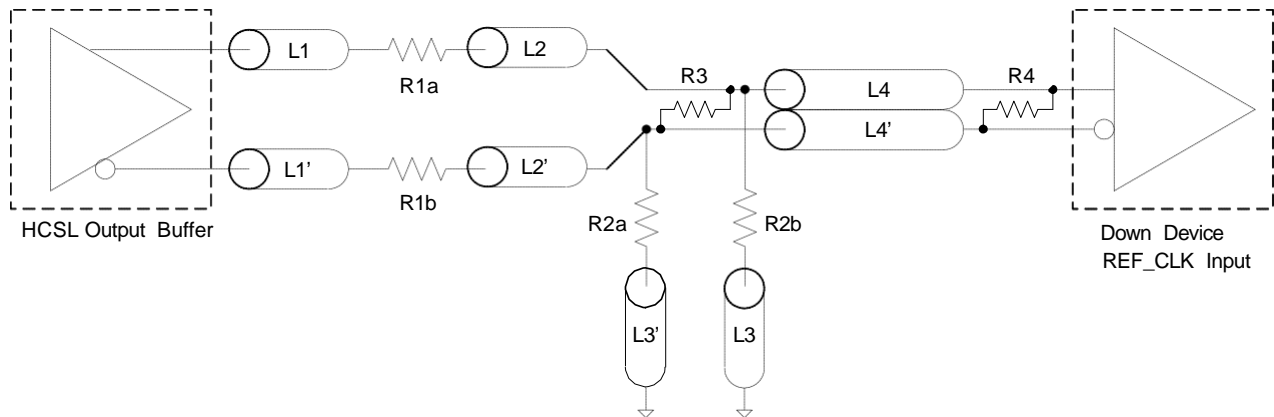 L1
R1a
L2
R3
L4
R4
L4'
L1'
R1b
L2'
HCSL Output Buffer
R2a
R2b
Down Device
REF_CLK Input
L3'
L3